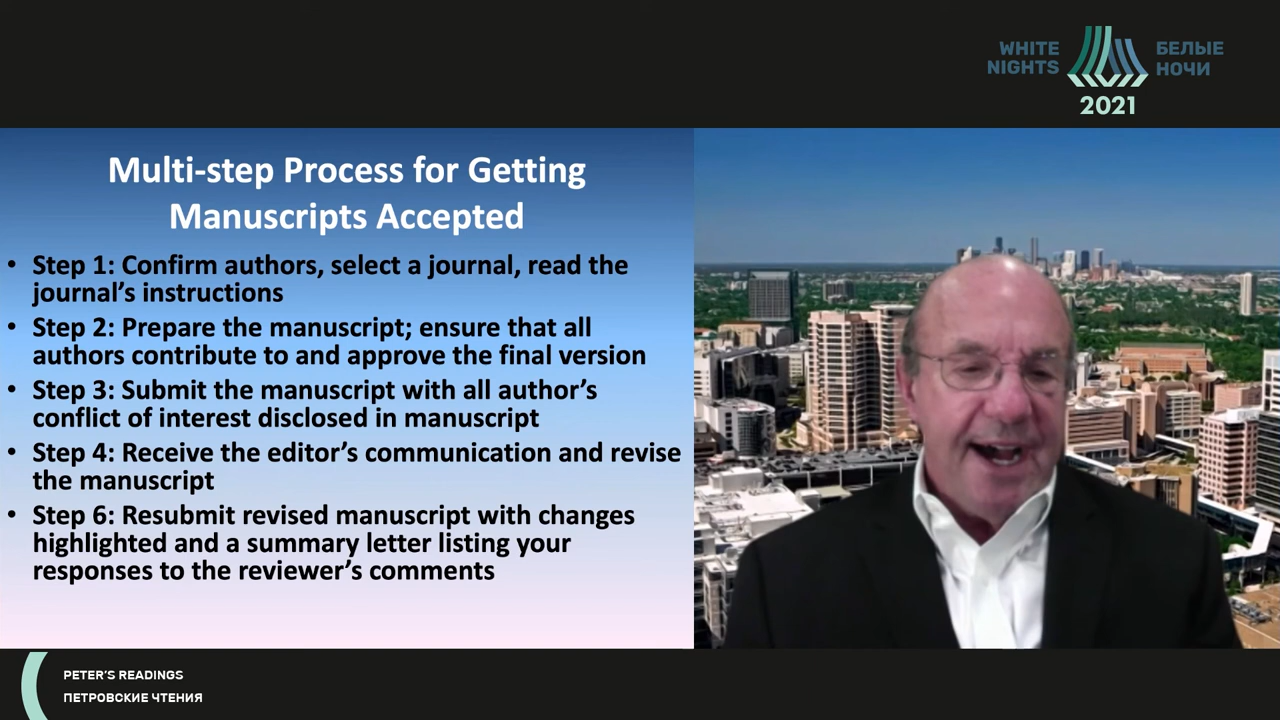 WHITE
NIGHTS
БЕЛЫЕ
НОЧИ
2021
Multi-step Process for Getting
Manuscripts Accepted
• Step 1: Confirm authors, select a journal, read the
journal’s instructions
• Step 2: Prepare the manuscript; ensure that all
authors contribute to and approve the final version
• Step 3: Submit the manuscript with all author’s
conflict of interest disclosed in manuscript
• Step 4: Receive the editor’s communication and revise
the manuscript
• Step 6: Resubmit revised manuscript with changes
highlighted and a summary letter listing your
responses to the reviewer’s comments
PETER’S READINGS
ПЕТРОВСКИЕ ЧТЕНИЯ